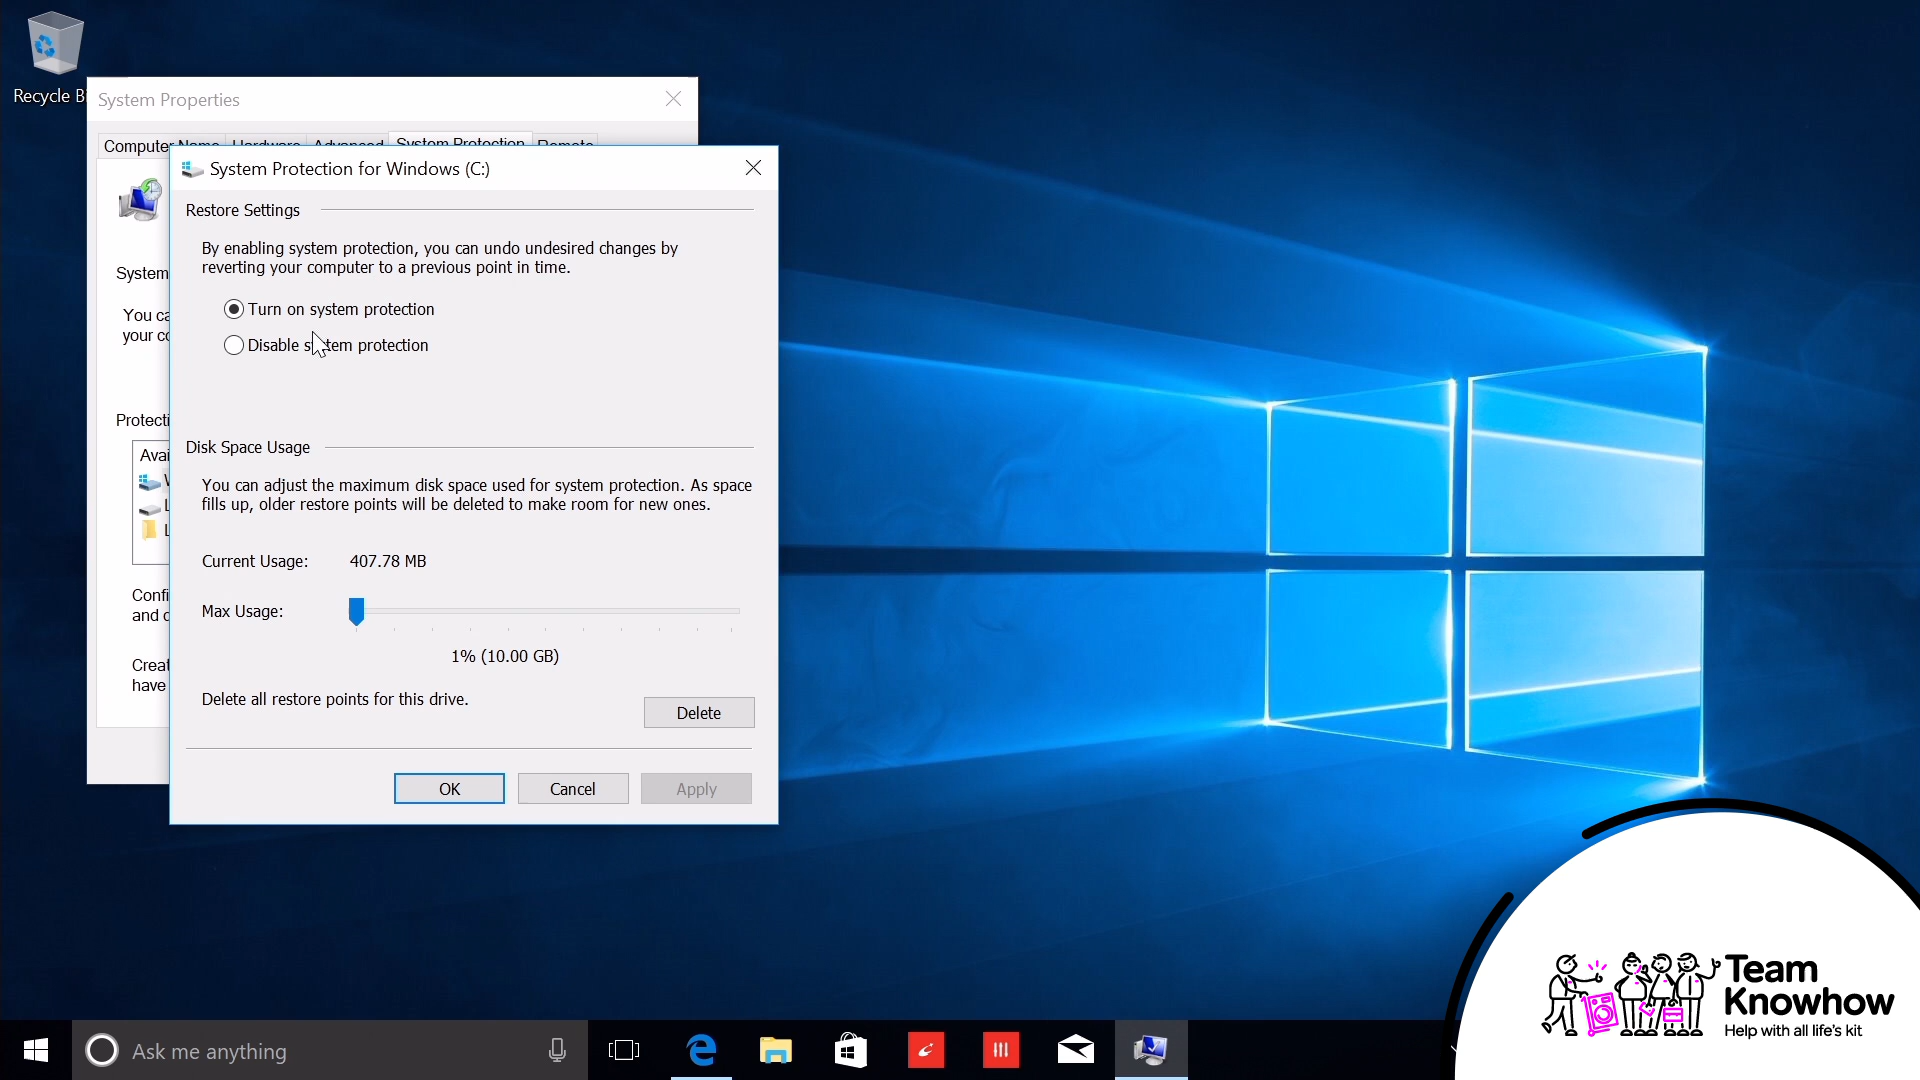 Recycle Bi
System Properties
Computer Name
Hardware
Advanced
System Protection
Remote
System Protection for Windows (C:)
Restore Settings
By enabling system protection, you can undo undesired changes by
reverting your computer to a previous point in time.
Turn on system protection
Disable system protection
System
You ca
your co
Protecti
Avai
Confi
and c
Creat
have
Disk Space Usage
You can adjust the maximum disk space used for system protection. As space
fills up, older restore points will be deleted to make room for new ones.
Current Usage: 407.78 MB
Max Usage:
1% (10.00 GB)
Delete all restore points for this drive.
Delete
OK
Cancel
Apply
Ask me anything
Team
Knowhow
Help with all life's kit